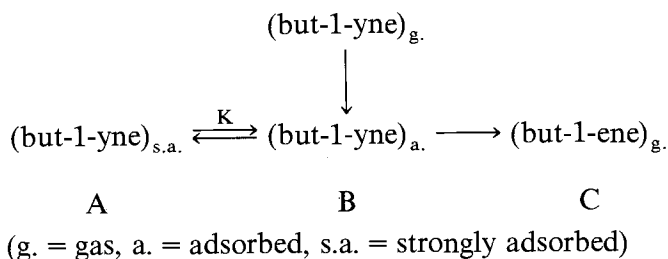 (but-1-yne)g.
K
(but-1-yne)s.a. ⇌ (but-1-yne)a. → (but-1-ene)g.
A B C
(g. = gas, a. = adsorbed, s.a. = strongly adsorbed)